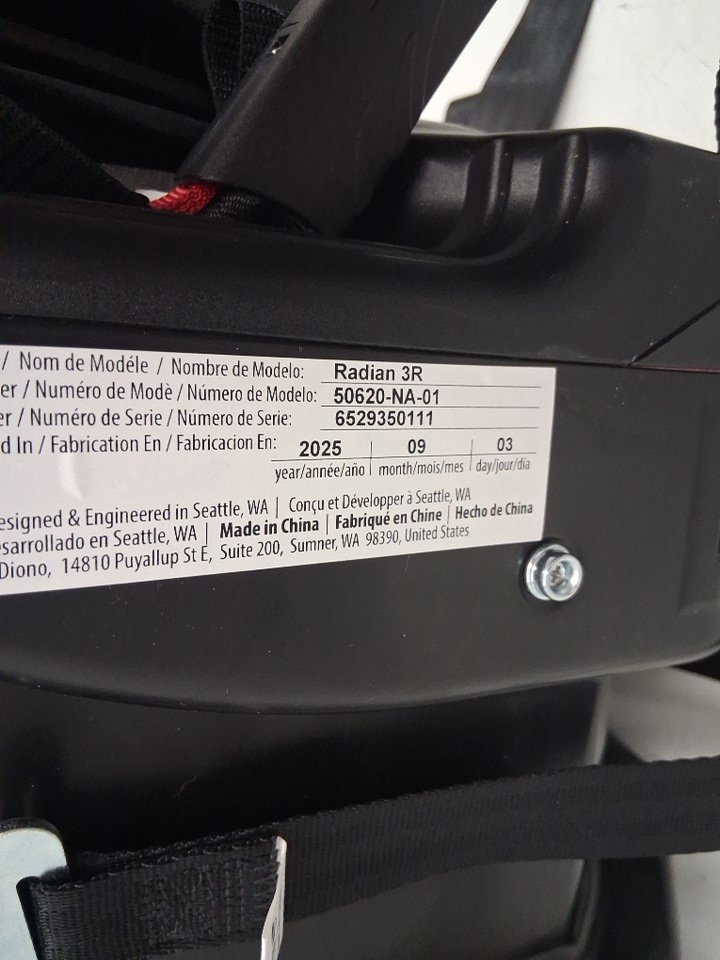 / Nom de Modéle / Nombre de Modelo: Radian 3R
er / Numéro de Modè / Número de Modelo: 50620-NA-01
er / Numéro de Serie / Número de Serie: 6529350111
d In / Fabrication En / Fabricacion En: 2025 | 09 | 03
year/année/año | month/mois/mes | day/jour/día
esigned & Engineered in Seattle, WA | Conçu et Développer à Seattle, WA
esarrollado en Seattle, WA | Made in China | Fabriqué en Chine | Hecho de China
Diono, 14810 Puyallup St E, Suite 200, Sumner, WA 98390, United States